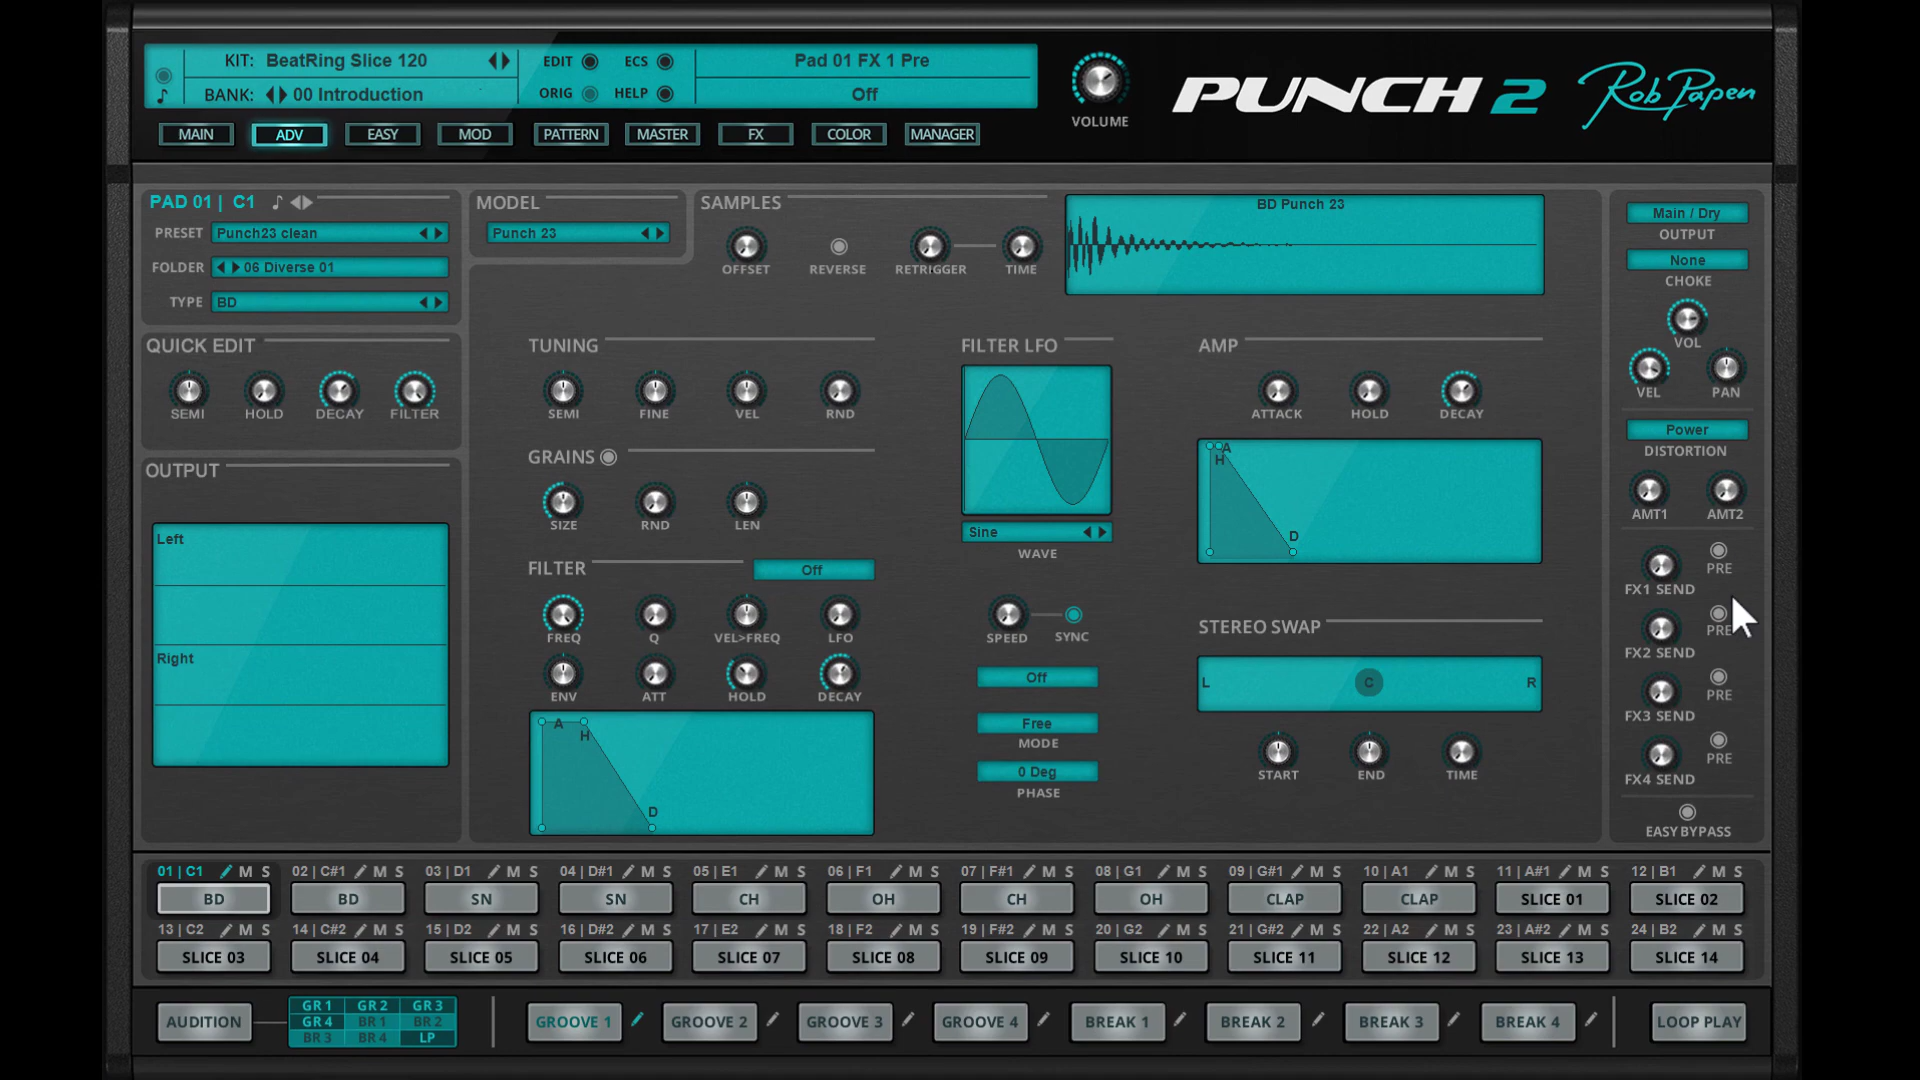 KIT: BeatRing Slice 120
BANK: 00 Introduction
EDIT ECS
ORIG HELP
Pad 01 FX 1 Pre
Off
VOLUME
PUNCH 2
Rob Papen
MAIN ADV EASY MOD PATTERN MASTER FX COLOR MANAGER
PAD 01 | C1
PRESET Punch23 clean
FOLDER 06 Diverse 01
TYPE BD
QUICK EDIT
SEMI HOLD DECAY FILTER
OUTPUT
Left
Right
MODEL
Punch 23
SAMPLES
OFFSET REVERSE RETRIGGER TIME
BD Punch 23
TUNING
SEMI FINE VEL RND
GRAINS
SIZE RND LEN
FILTER Off
FREQ Q VEL>FREQ LFO
ENV ATT HOLD DECAY
A
H
D
FILTER LFO
Sine
WAVE
SPEED SYNC
Off
Free
MODE
0 Deg
PHASE
AMP
ATTACK HOLD DECAY
A
H
D
STEREO SWAP
L C R
START END TIME
Main / Dry
OUTPUT
None
CHOKE
VOL
VEL PAN
Power
DISTORTION
AMT1 AMT2
PRE
FX1 SEND
PRE
FX2 SEND
PRE
FX3 SEND
PRE
FX4 SEND
EASY BYPASS
01 | C1 M S 02 | C#1 M S 03 | D1 M S 04 | D#1 M S 05 | E1 M S 06 | F1 M S 07 | F#1 M S 08 | G1 M S 09 | G#1 M S 10 | A1 M S 11 | A#1 M S 12 | B1 M S
BD BD SN SN CH OH CH OH CLAP CLAP SLICE 01 SLICE 02
13 | C2 M S 14 | C#2 M S 15 | D2 M S 16 | D#2 M S 17 | E2 M S 18 | F2 M S 19 | F#2 M S 20 | G2 M S 21 | G#2 M S 22 | A2 M S 23 | A#2 M S 24 | B2 M S
SLICE 03 SLICE 04 SLICE 05 SLICE 06 SLICE 07 SLICE 08 SLICE 09 SLICE 10 SLICE 11 SLICE 12 SLICE 13 SLICE 14
AUDITION
GR 1 GR 2 GR 3
GR 4 BR 1 BR 2
BR 3 BR 4 LP
GROOVE 1 GROOVE 2 GROOVE 3 GROOVE 4 BREAK 1 BREAK 2 BREAK 3 BREAK 4 LOOP PLAY